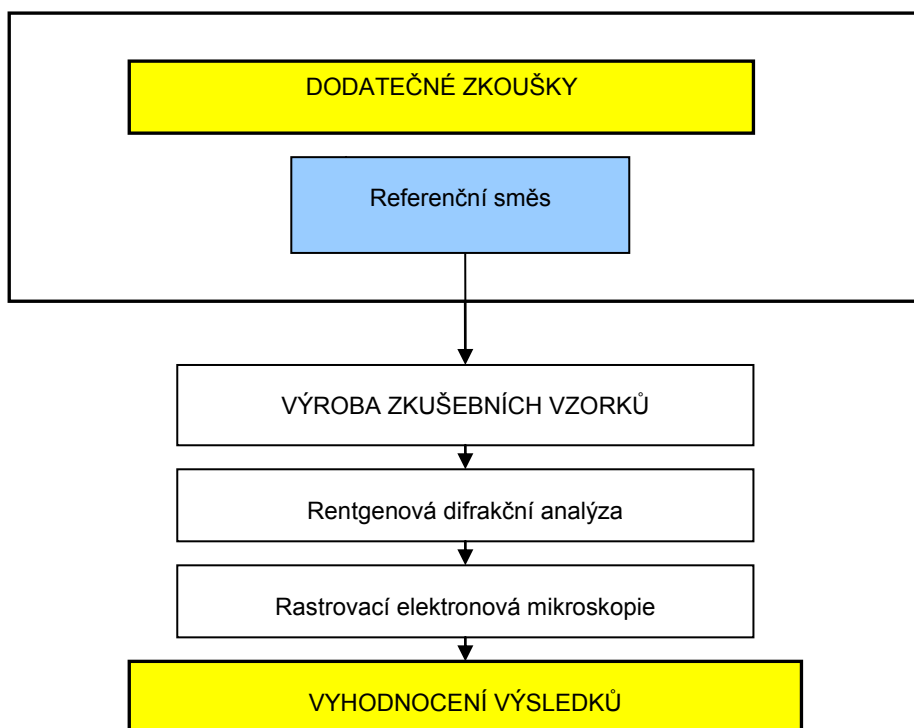 DODATEČNÉ ZKOUŠKY
Referenční směs
VÝROBA ZKUŠEBNÍCH VZORKŮ
Rentgenová difrakční analýza
Rastrovací elektronová mikroskopie
VYHODNOCENÍ VÝSLEDKŮ